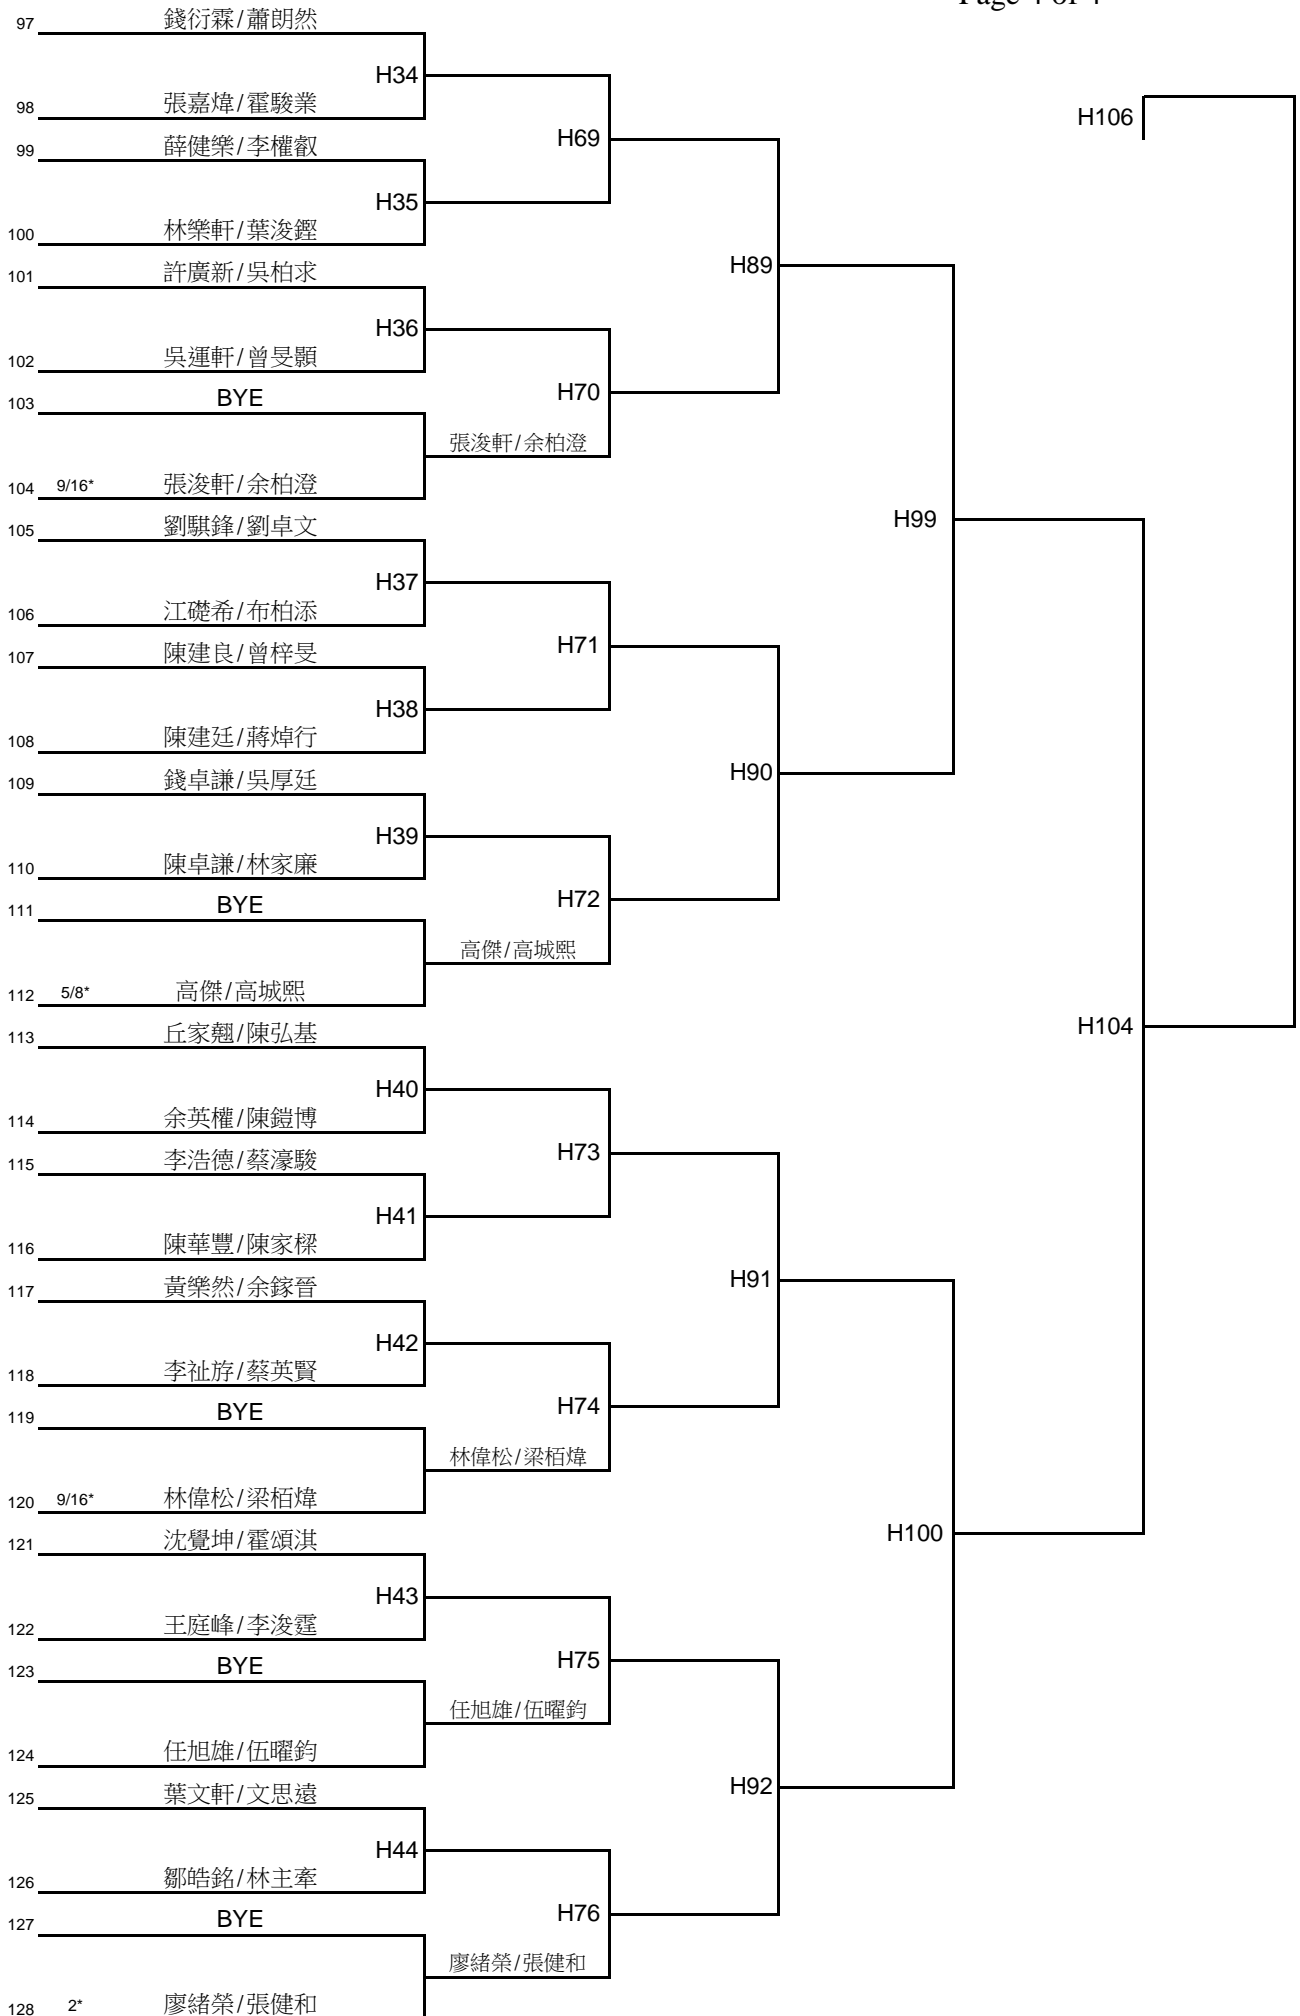 Page 4 of 4
97 錢衍霖/蕭朗然
H34
98 張嘉煒/霍駿業
H69
H106
99 薛健樂/李權叡
H35
100 林樂軒/葉浚鏗
H89
101 許廣新/吳柏求
H36
102 吳運軒/曾旻顥
H70
103 BYE
張浚軒/余柏澄
104 9/16* 張浚軒/余柏澄
H99
105 劉騏鋒/劉卓文
H37
106 江礎希/布柏添
H71
107 陳建良/曾梓旻
H38
108 陳建廷/蔣焯行
H90
109 錢卓謙/吳厚廷
H39
110 陳卓謙/林家廉
H72
111 BYE
高傑/高城熙
112 5/8* 高傑/高城熙
H104
113 丘家翹/陳弘基
H40
114 余英權/陳鎧博
H73
115 李浩德/蔡濠駿
H41
116 陳華豐/陳家樑
H91
117 黃樂然/余鎵晉
H42
118 李祉斿/蔡英賢
H74
119 BYE
林偉松/梁栢煒
120 9/16* 林偉松/梁栢煒
H100
121 沈覺坤/霍頌淇
H43
122 王庭峰/李浚霆
H75
123 BYE
任旭雄/伍曜鈞
124 任旭雄/伍曜鈞
H92
125 葉文軒/文思遠
H44
126 鄒皓銘/林主牽
H76
127 BYE
廖緒榮/張健和
128 2* 廖緒榮/張健和